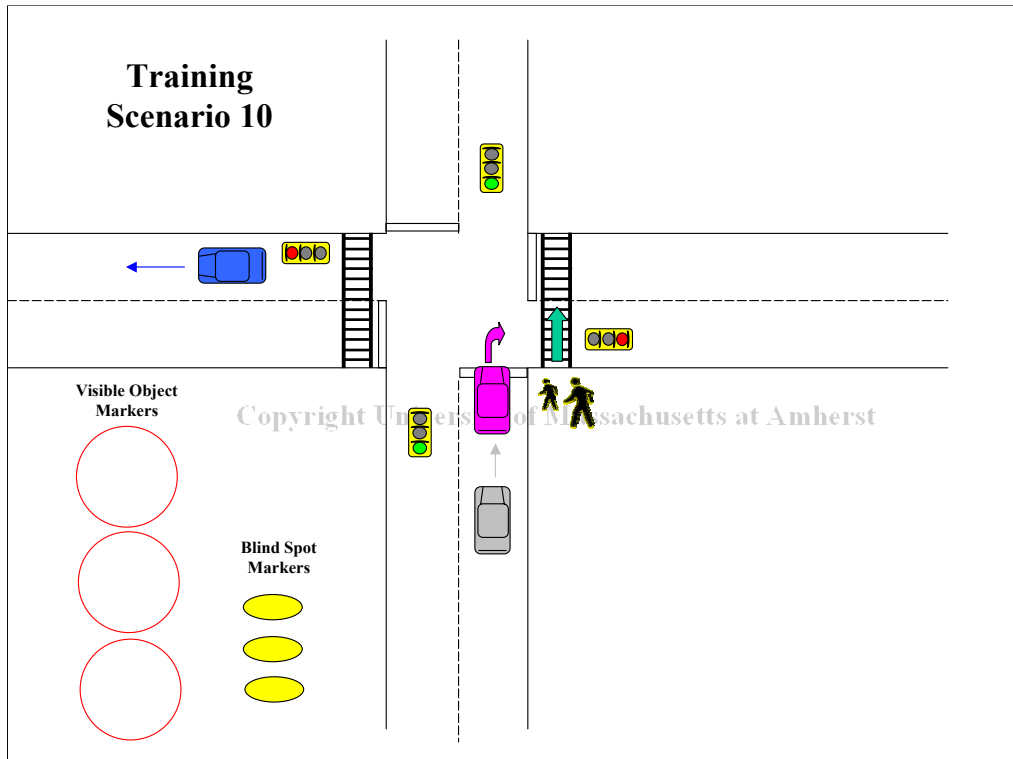 Training
Scenario 10
Visible Object
Markers
Copyright University of Massachusetts at Amherst
Blind Spot
Markers